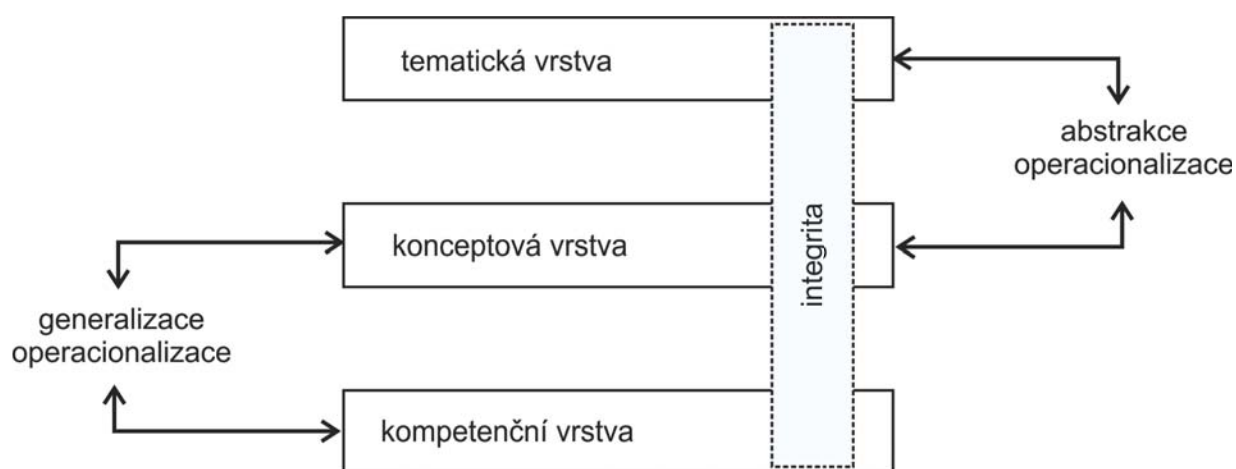 tematická vrstva
abstrakce
operacionalizace
konceptová vrstva
integrita
generalizace
operacionalizace
kompetenční vrstva